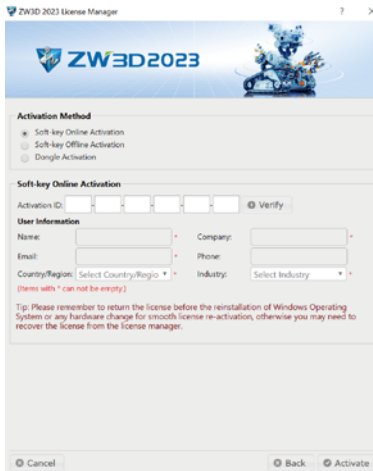 ZW3D 2023 License Manager ?
ZW3D 2023
Activation Method
Soft-key Online Activation
Soft-key Offline Activation
Dongle Activation
Soft-key Online Activation
Activation ID: - - - - - Verify
User Information
Name: * Company: *
Email: * Phone:
Country/Region: Select Country/Regio * Industry: Select Industry *
(Items with * can not be empty.)
Tip: Please remember to return the license before the reinstallation of Windows Operating
System or any hardware change for smooth license re-activation, otherwise you may need to
recover the license from the license manager.
Cancel Back Activate